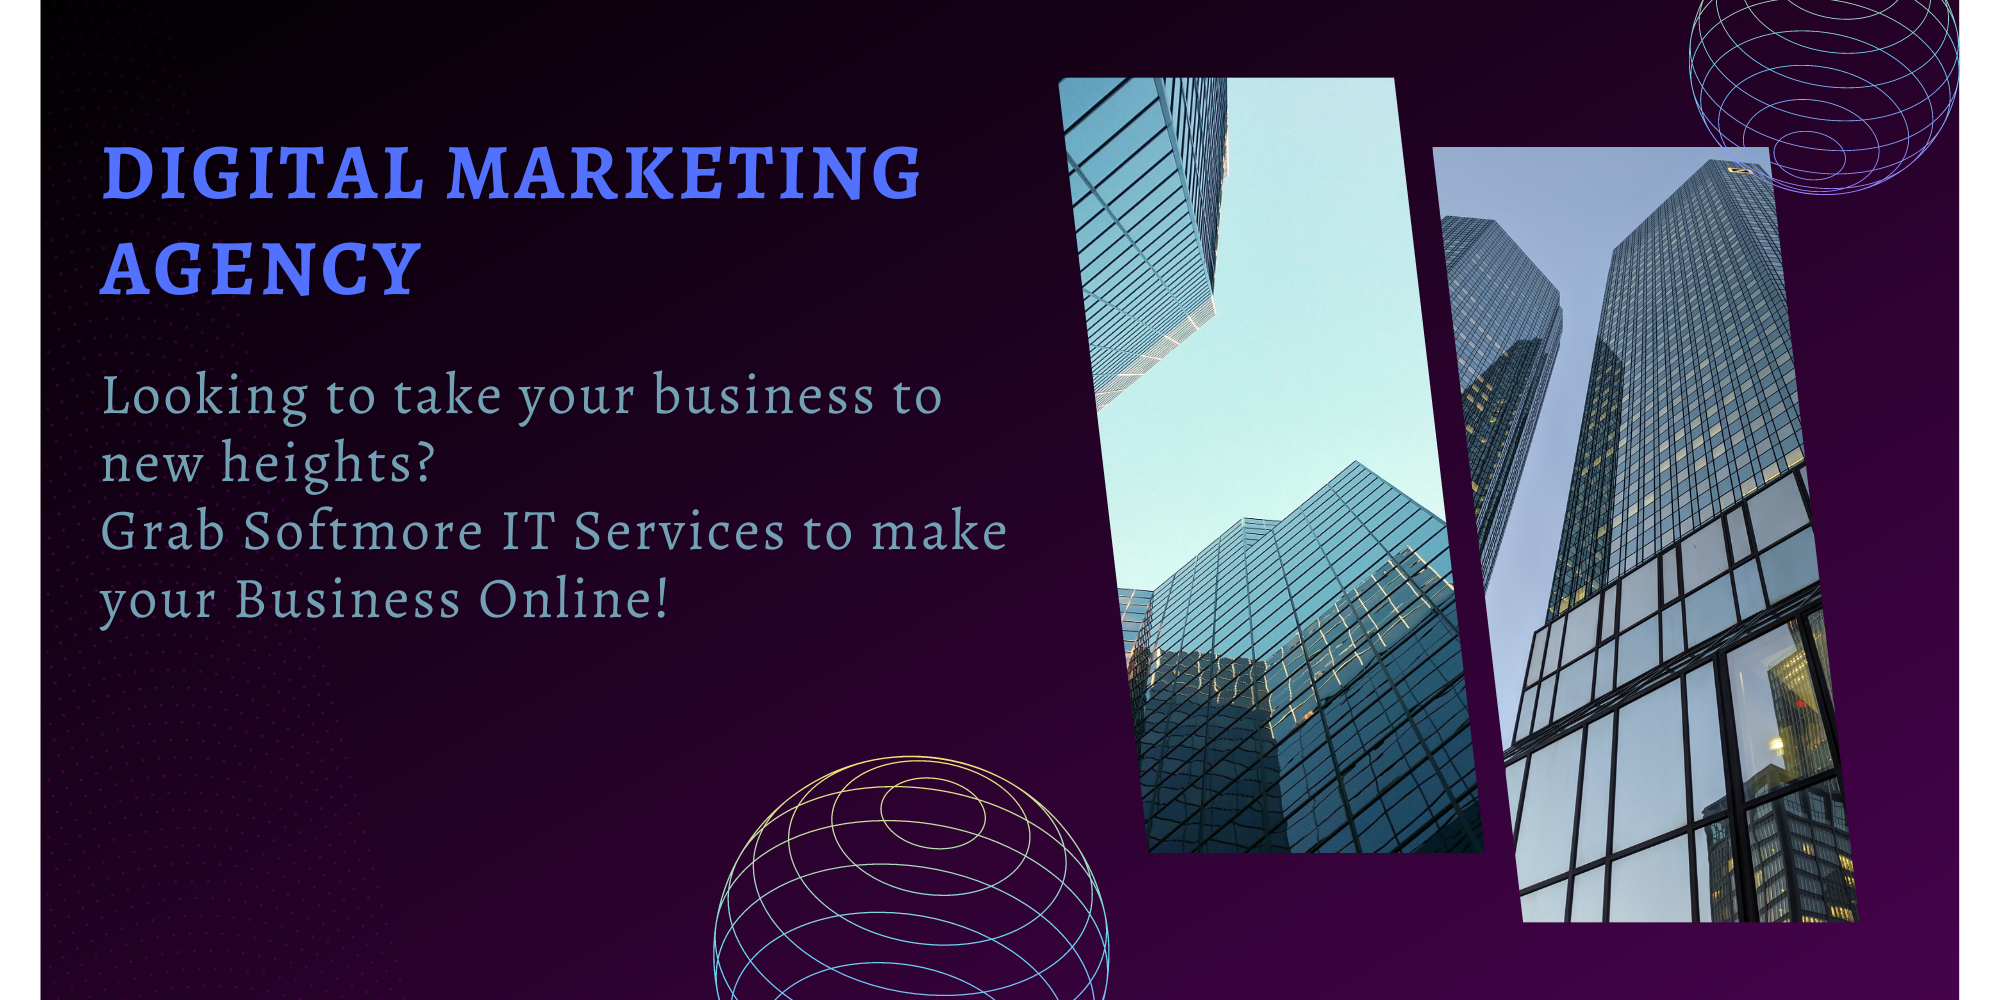 DIGITAL MARKETING
AGENCY
Looking to take your business to
new heights?
Grab Softmore IT Services to make
your Business Online!